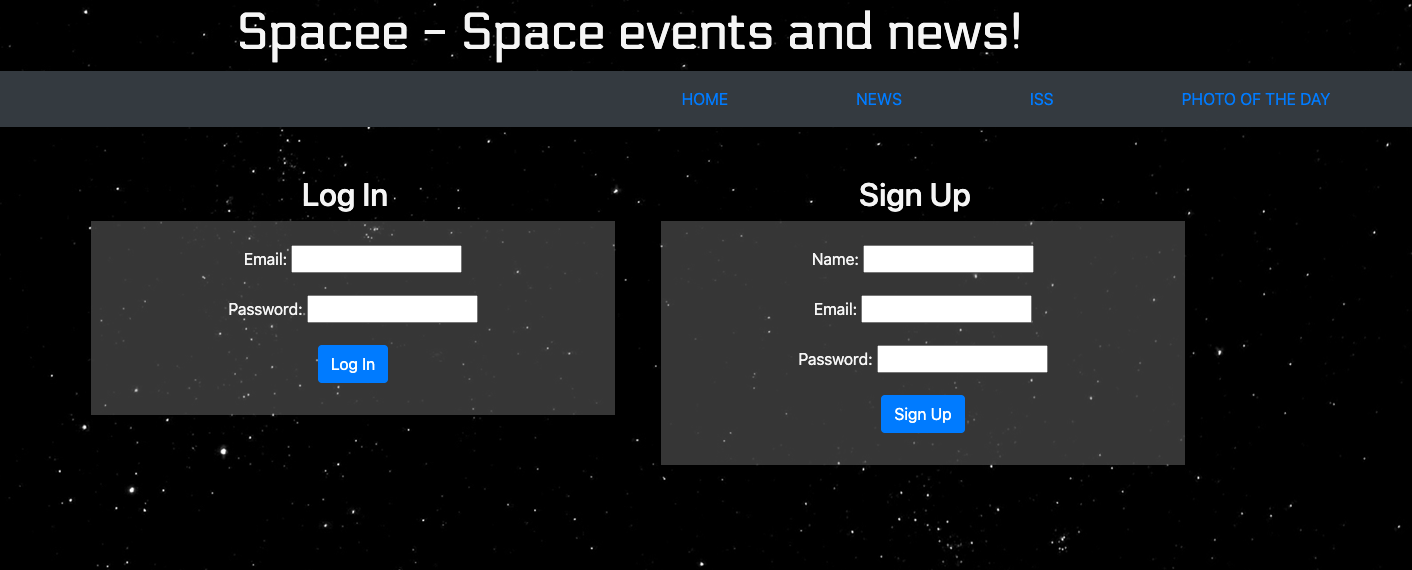 Spacee - Space events and news!
HOME NEWS ISS PHOTO OF THE DAY
Log In
Email:
Password:
Log In
Sign Up
Name:
Email:
Password:
Sign Up